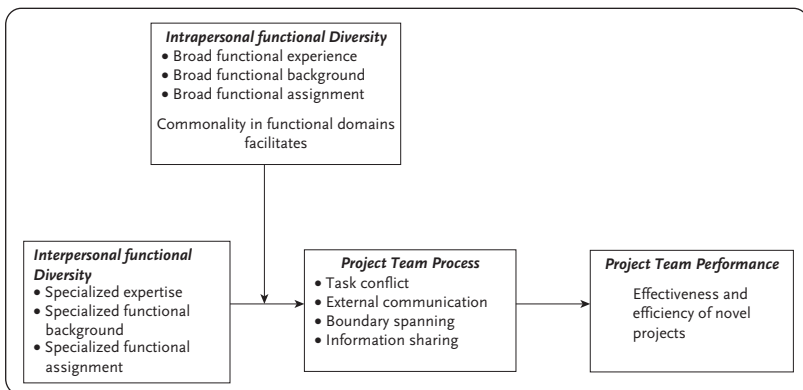 Intrapersonal functional Diversity
• Broad functional experience
• Broad functional background
• Broad functional assignment
Commonality in functional domains
facilitates
Interpersonal functional
Diversity
• Specialized expertise
• Specialized functional
background
• Specialized functional
assignment
Project Team Process
• Task conflict
• External communication
• Boundary spanning
• Information sharing
Project Team Performance
Effectiveness and
efficiency of novel
projects